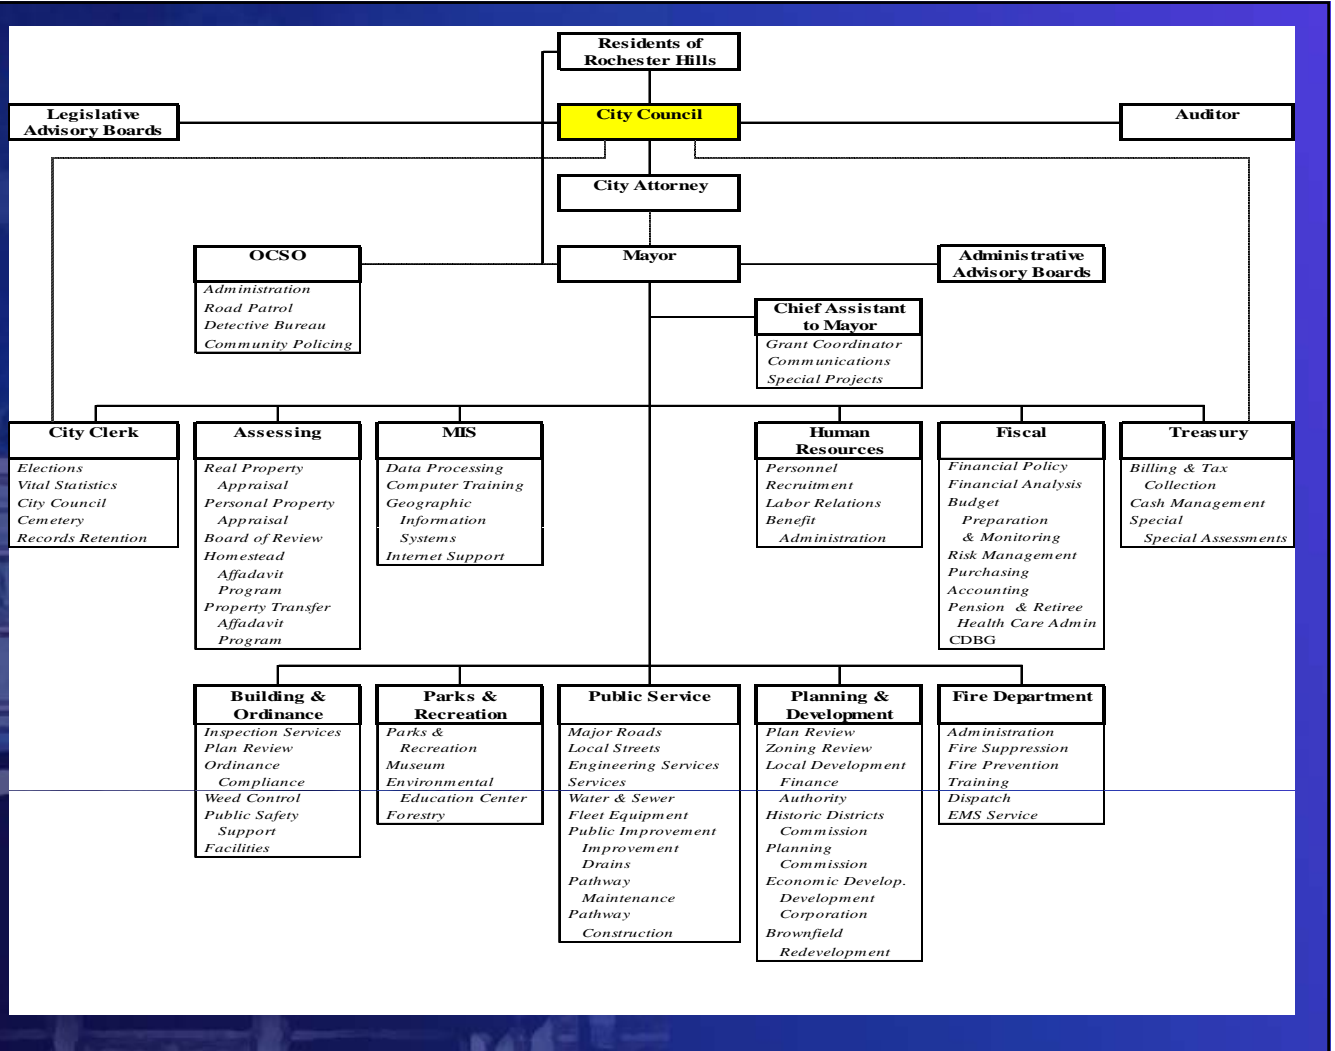 Residents of
Rochester Hills
Legislative
Advisory Boards
City Council
Auditor
City Attorney
OCSO
Administration
Road Patrol
Detective Bureau
Community Policing
Mayor
Administrative
Advisory Boards
Chief Assistant
to Mayor
Grant Coordinator
Communications
Special Projects
City Clerk
Elections
Vital Statistics
City Council
Cemetery
Records Retention
Assessing
Real Property
Appraisal
Personal Property
Appraisal
Board of Review
Homestead
Affadavit
Program
Property Transfer
Affadavit
Program
MIS
Data Processing
Computer Training
Geographic
Information
Systems
Internet Support
Human
Resources
Personnel
Recruitment
Labor Relations
Benefit
Administration
Fiscal
Financial Policy
Financial Analysis
Budget
Preparation
& Monitoring
Risk Management
Purchasing
Accounting
Pension & Retiree
Health Care Admin
CDBG
Treasury
Billing & Tax
Collection
Cash Management
Special
Special Assessments
Building &
Ordinance
Inspection Services
Plan Review
Ordinance
Compliance
Weed Control
Public Safety
Support
Facilities
Parks &
Recreation
Parks &
Recreation
Museum
Environmental
Education Center
Forestry
Public Service
Major Roads
Local Streets
Engineering Services
Services
Water & Sewer
Fleet Equipment
Public Improvement
Improvement
Drains
Pathway
Maintenance
Pathway
Construction
Planning &
Development
Plan Review
Zoning Review
Local Development
Finance
Authority
Historic Districts
Commission
Planning
Commission
Economic Develop.
Development
Corporation
Brownfield
Redevelopment
Fire Department
Administration
Fire Suppression
Fire Prevention
Training
Dispatch
EMS Service